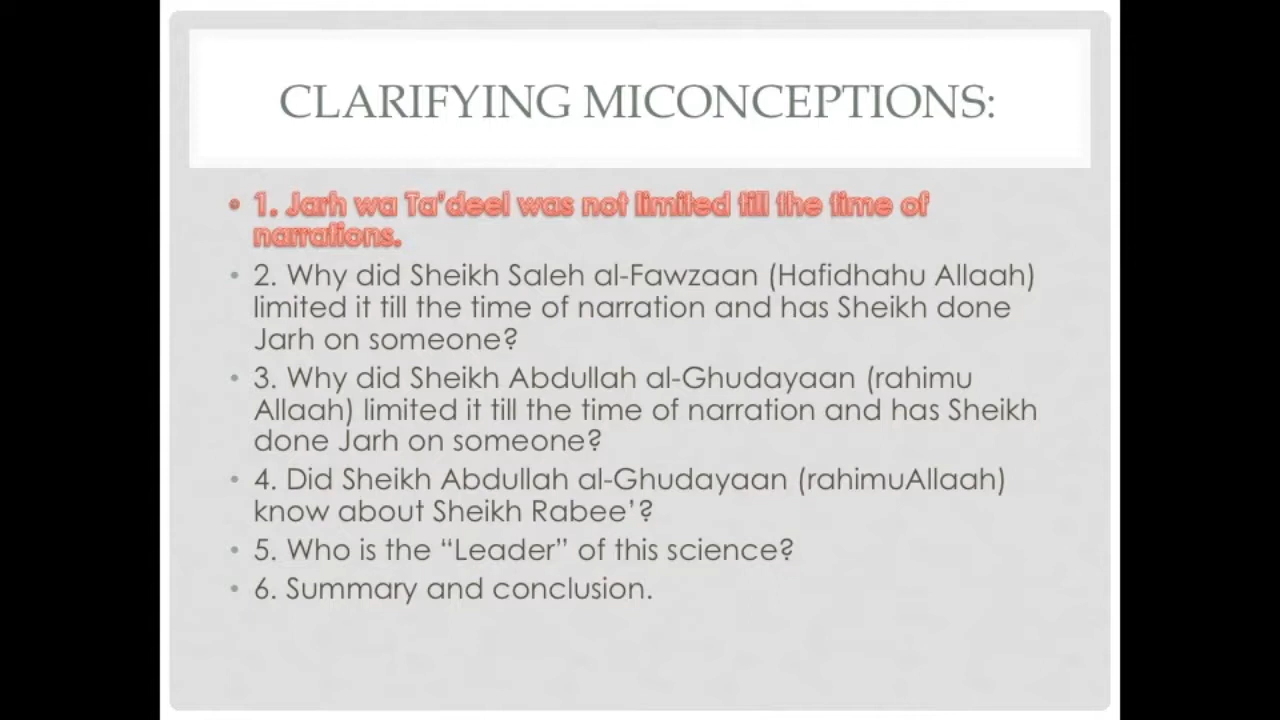 CLARIFYING MICONCEPTIONS:
• 1. Jarh wa Ta'deel was not limited till the time of
narrations.
• 2. Why did Sheikh Saleh al-Fawzaan (Hafidhahu Allaah)
limited it till the time of narration and has Sheikh done
Jarh on someone?
• 3. Why did Sheikh Abdullah al-Ghudayaan (rahimu
Allaah) limited it till the time of narration and has Sheikh
done Jarh on someone?
• 4. Did Sheikh Abdullah al-Ghudayaan (rahimuAllaah)
know about Sheikh Rabee’?
• 5. Who is the “Leader” of this science?
• 6. Summary and conclusion.